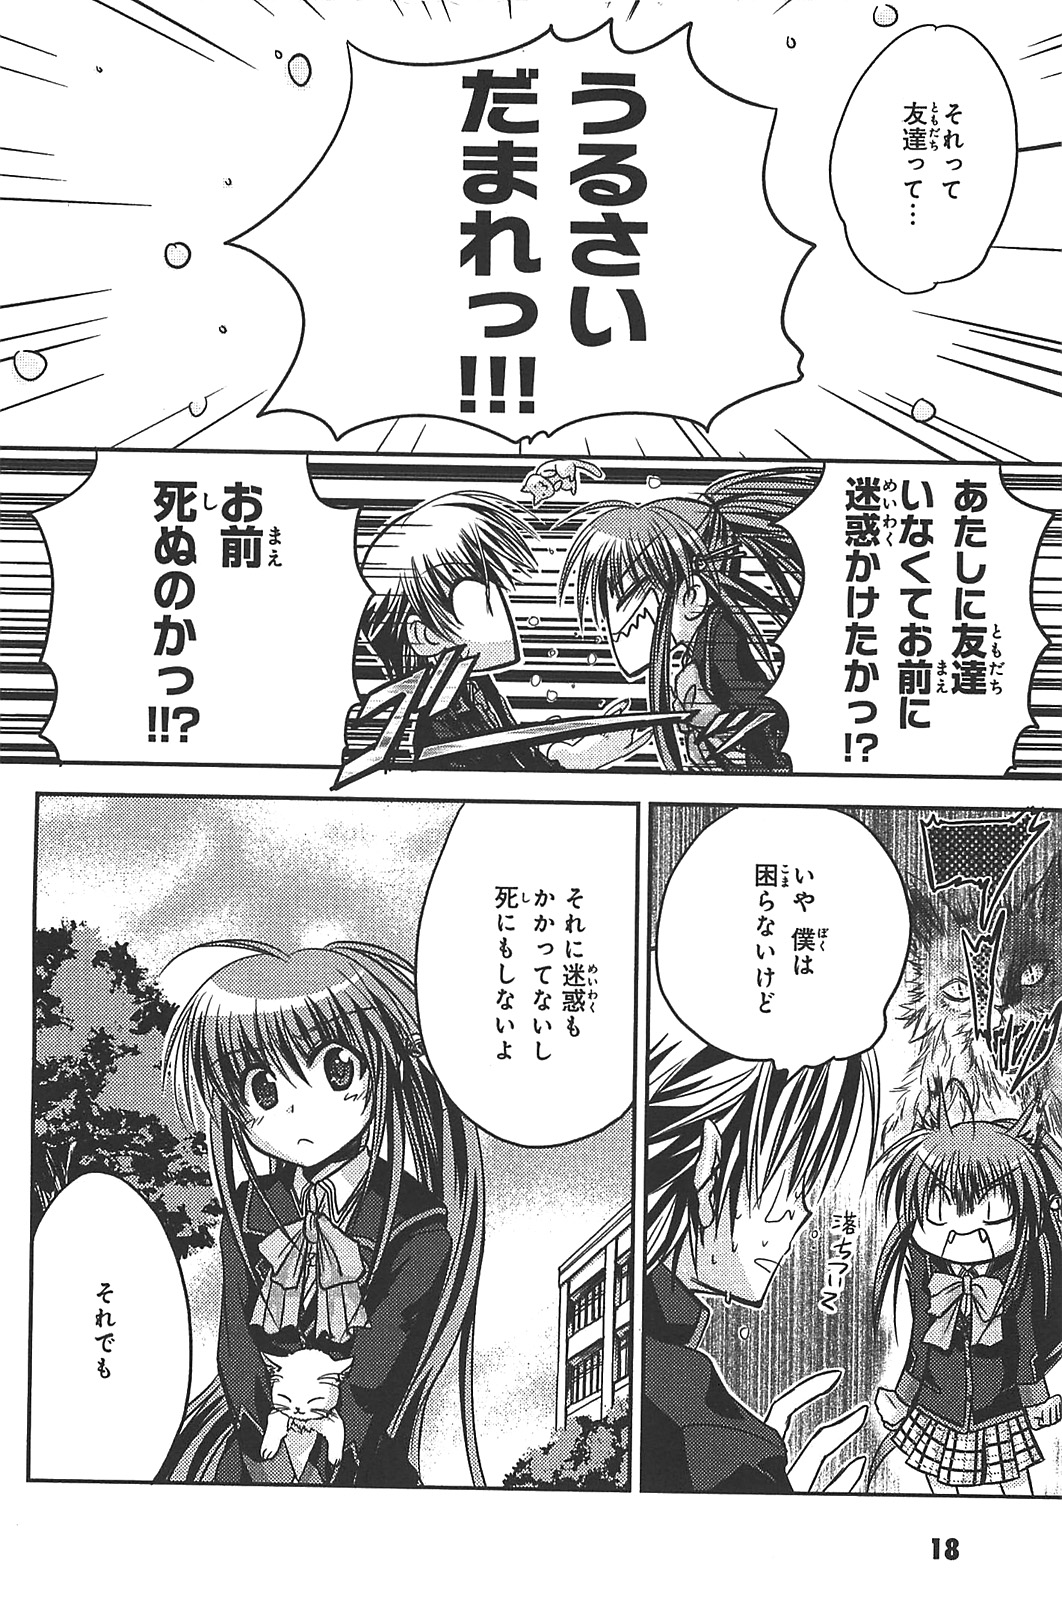 それって
友達って…
うるさい
だまれっ!!!
あたしに友達
いなくてお前に
迷惑かけたかっ!?
お前
死ぬのかっ!!?
いや 僕は
困らないけど
落ちついて
それに迷惑も
かかってないし
死にもしないよ
それでも
18